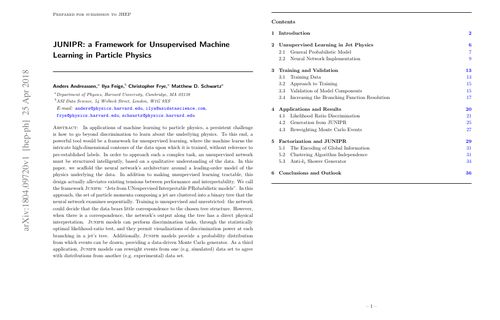 Prepared for submission to JHEP
JUNIPR: a Framework for Unsupervised Machine
Learning in Particle Physics
Anders Andreassen, Ilya Feige, Christopher Frye, Matthew D. Schwartz
Department of Physics, Harvard University, Cambridge, MA 02138
ASI Data Science, 54 Welbeck Street, London, W1G 9XS
E-mail: anders@physics.harvard.edu, ilya@asidatascience.com,
frye@physics.harvard.edu, schwartz@physics.harvard.edu
Abstract: In applications of machine learning to particle physics, a persistent challenge
is how to go beyond discrimination to learn about the underlying physics. To this end, a
powerful tool would be a framework for unsupervised learning, where the machine learns the
intricate high-dimensional contours of the data upon which it is trained, without reference to
pre-established labels. In order to approach such a complex task, an unsupervised network
must be structured intelligently, based on a qualitative understanding of the data. In this
paper, we scaffold the neural network's architecture around a leading-order model of the
physics underlying the data. In addition to making unsupervised learning tractable, this
design actually alleviates existing tensions between performance and interpretability. We call
the framework Junipr: "Jets from UNsupervised Interpretable PRobabilistic models". In this
approach, the set of particle momenta composing a jet are clustered into a binary tree that the
neural network examines sequentially. Training is unsupervised and unrestricted: the network
could decide that the data bears little correspondence to the chosen tree structure. However,
when there is a correspondence, the network's output along the tree has a direct physical
interpretation. Junipr models can perform discrimination tasks, through the statistically
optimal likelihood-ratio test, and they permit visualizations of discrimination power at each
branching in a jet's tree. Additionally, Junipr models provide a probability distribution
from which events can be drawn, providing a data-driven Monte Carlo generator. As a third
application, Junipr models can reweight events from one (e.g. simulated) data set to agree
with distributions from another (e.g. experimental) data set.
arXiv:1804.09720v1 [hep-ph] 25 Apr 2018
Contents
1 Introduction 2
2 Unsupervised Learning in Jet Physics 6
2.1 General Probabilistic Model 7
2.2 Neural Network Implementation 9
3 Training and Validation 13
3.1 Training Data 13
3.2 Approach to Training 15
3.3 Validation of Model Components 15
3.4 Increasing the Branching Function Resolution 17
4 Applications and Results 20
4.1 Likelihood Ratio Discrimination 21
4.2 Generation from JUNIPR 25
4.3 Reweighting Monte Carlo Events 27
5 Factorization and JUNIPR 29
5.1 The Encoding of Global Information 31
5.2 Clustering Algorithm Independence 31
5.3 Anti-kt Shower Generator 34
6 Conclusions and Outlook 36
– 1 –